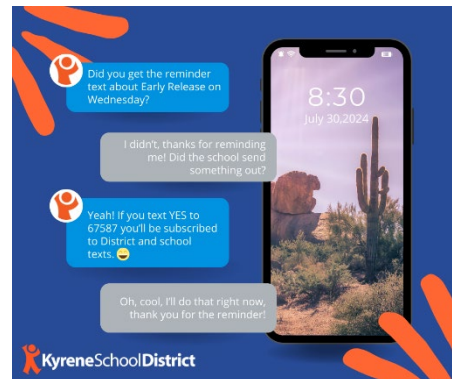 Did you get the reminder
text about Early Release on
Wednesday?
8:30
July 30,2024
I didn't, thanks for reminding
me! Did the school send
something out?
Yeah! If you text YES to
67587 you'll be subscribed
to District and school
texts. 😄
Oh, cool, I'll do that right now,
thank you for the reminder!
KyreneSchoolDistrict